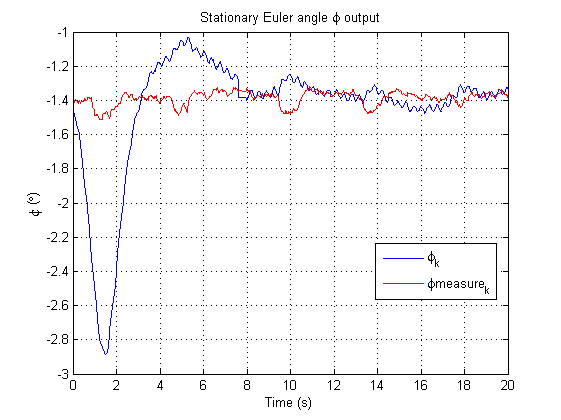 Stationary Euler angle ϕ output
-1
-1.2
-1.4
-1.6
-1.8
-2
-2.2
-2.4
-2.6
-2.8
-3
ϕ (°)
ϕk
ϕmeasurek
0 2 4 6 8 10 12 14 16 18 20
Time (s)